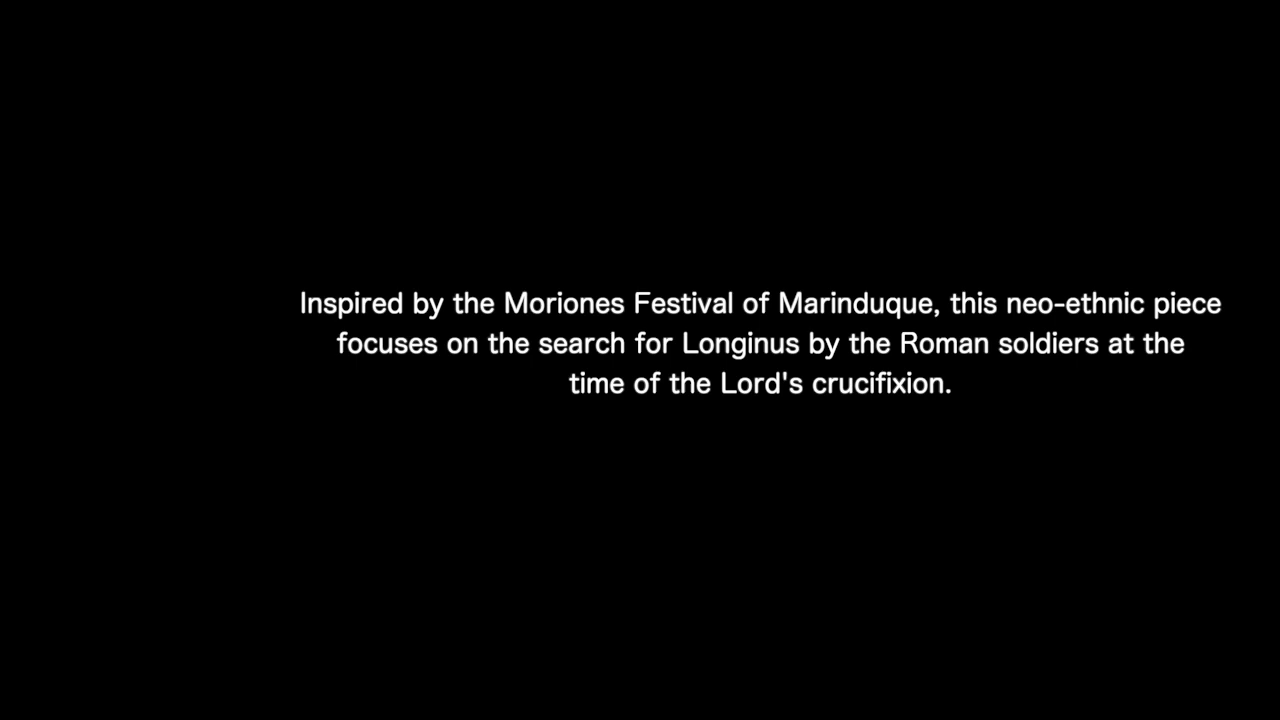 Inspired by the Moriones Festival of Marinduque, this neo-ethnic piece
focuses on the search for Longinus by the Roman soldiers at the
time of the Lord's crucifixion.